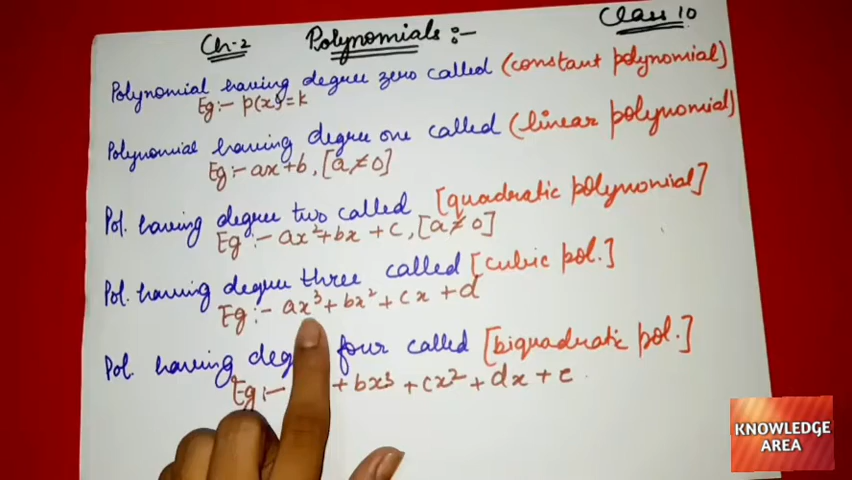 Ch-2 Polynomials :- Class 10
Polynomial having degree zero called (constant polynomial)
Eg:- p(x)=k
Polynomial having degree one called (linear polynomial)
Eg:- ax+b, [a≠0]
Pol. having degree two called [quadratic polynomial]
Eg:- ax²+bx+c, [a≠0]
Pol. having degree three called [cubic pol.]
Eg:- ax³+bx²+cx+d
Pol. having four called [biquadratic pol.]
Eg:- +bx³+cx²+dx+e
KNOWLEDGE
AREA